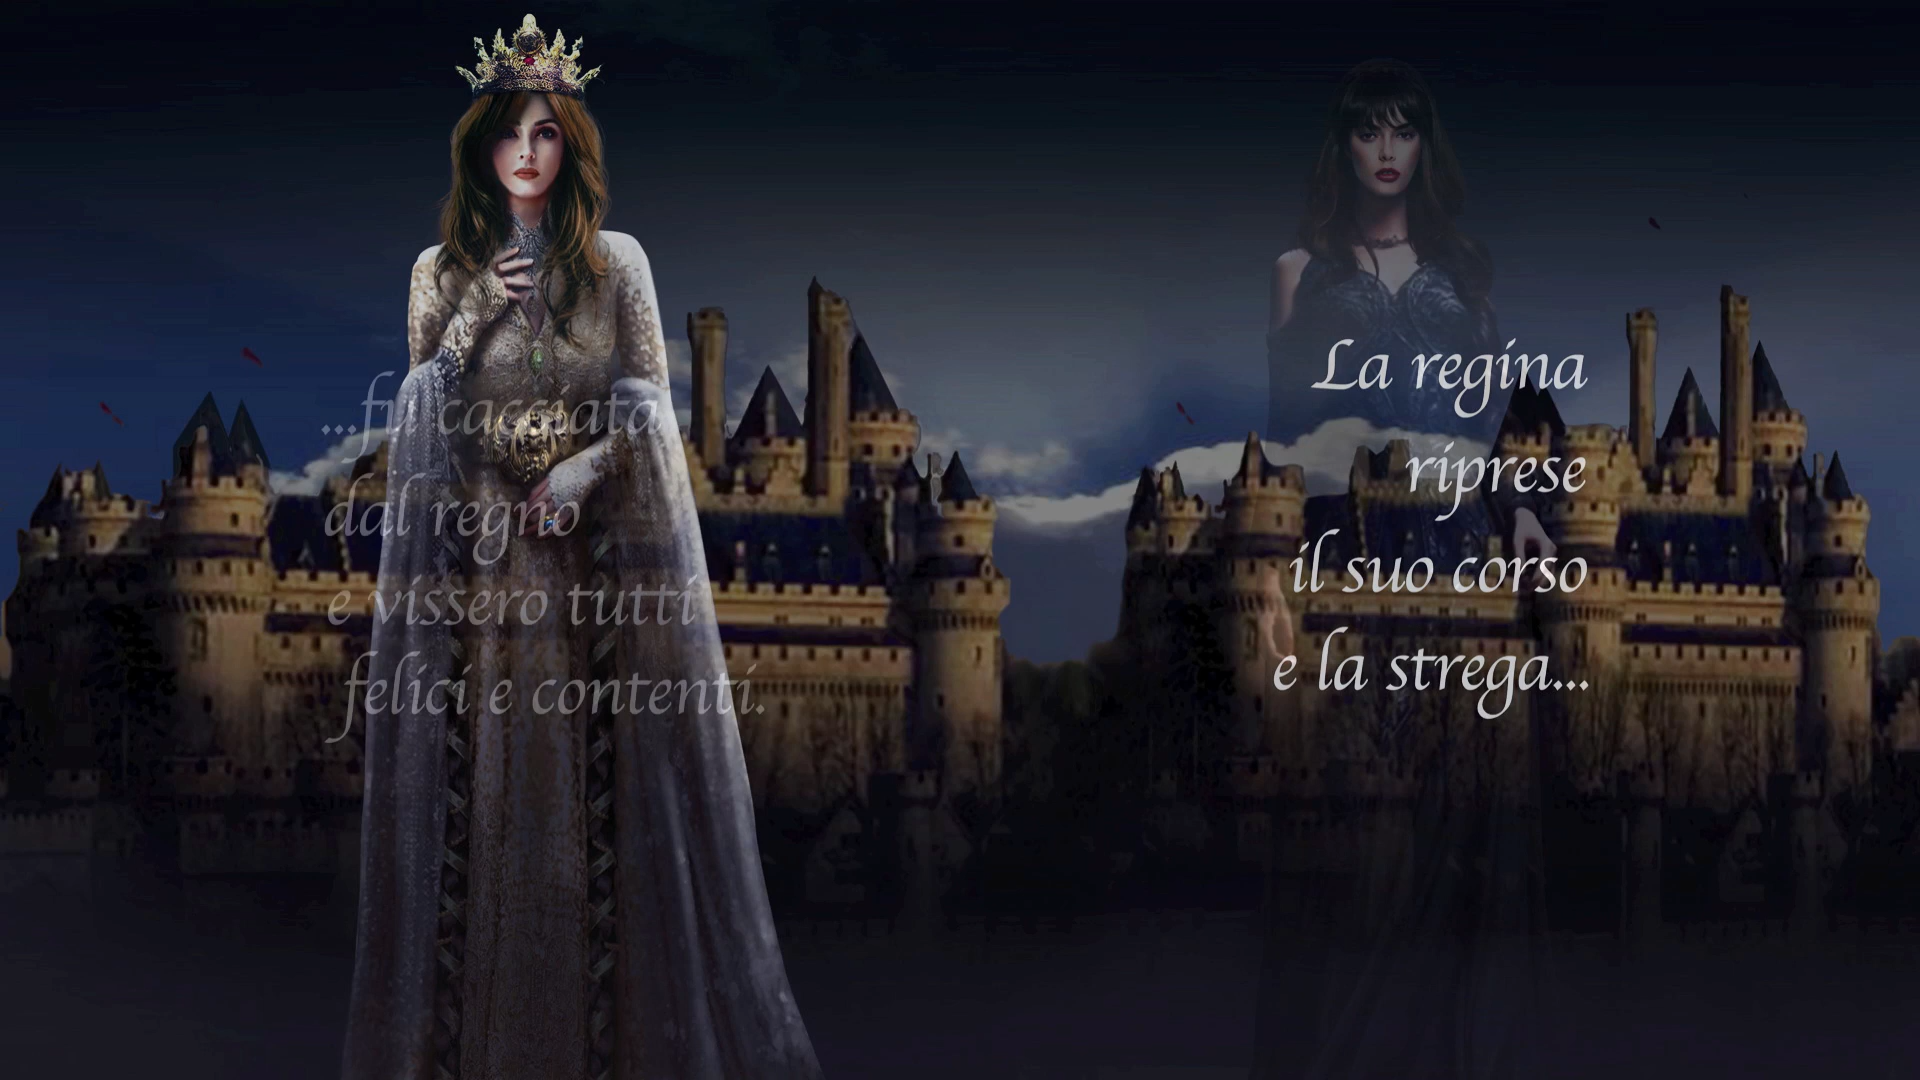 La regina
riprese
il suo corso
e la strega...
...fu cacciata
dal regno
e vissero tutti
felici e contenti.